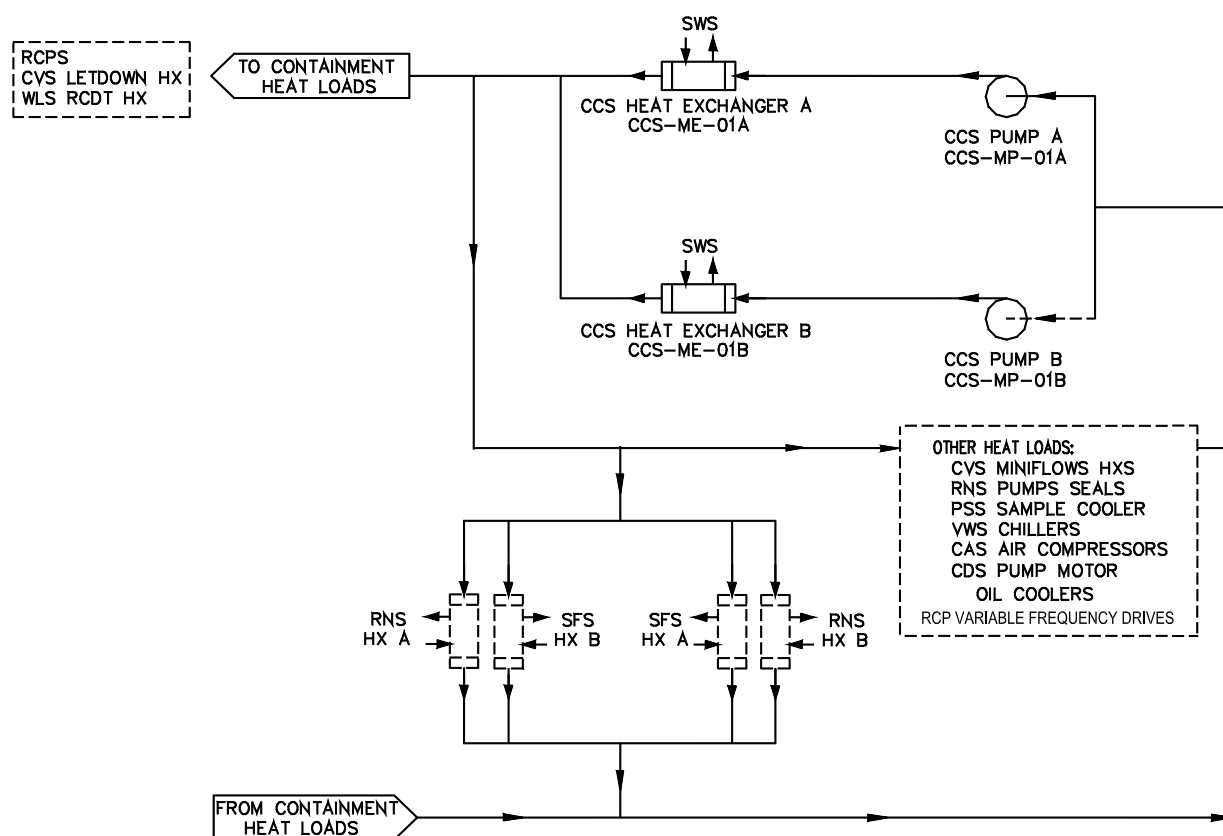 SWS
RCPS
CVS LETDOWN HX
WLS RCDT HX
TO CONTAINMENT
HEAT LOADS
CCS HEAT EXCHANGER A
CCS-ME-01A
CCS PUMP A
CCS-MP-01A
SWS
CCS HEAT EXCHANGER B
CCS-ME-01B
CCS PUMP B
CCS-MP-01B
OTHER HEAT LOADS:
CVS MINIFLOWS HXS
RNS PUMPS SEALS
PSS SAMPLE COOLER
VWS CHILLERS
CAS AIR COMPRESSORS
CDS PUMP MOTOR
OIL COOLERS
RCP VARIABLE FREQUENCY DRIVES
RNS
HX A
SFS
HX B
SFS
HX A
RNS
HX B
FROM CONTAINMENT
HEAT LOADS